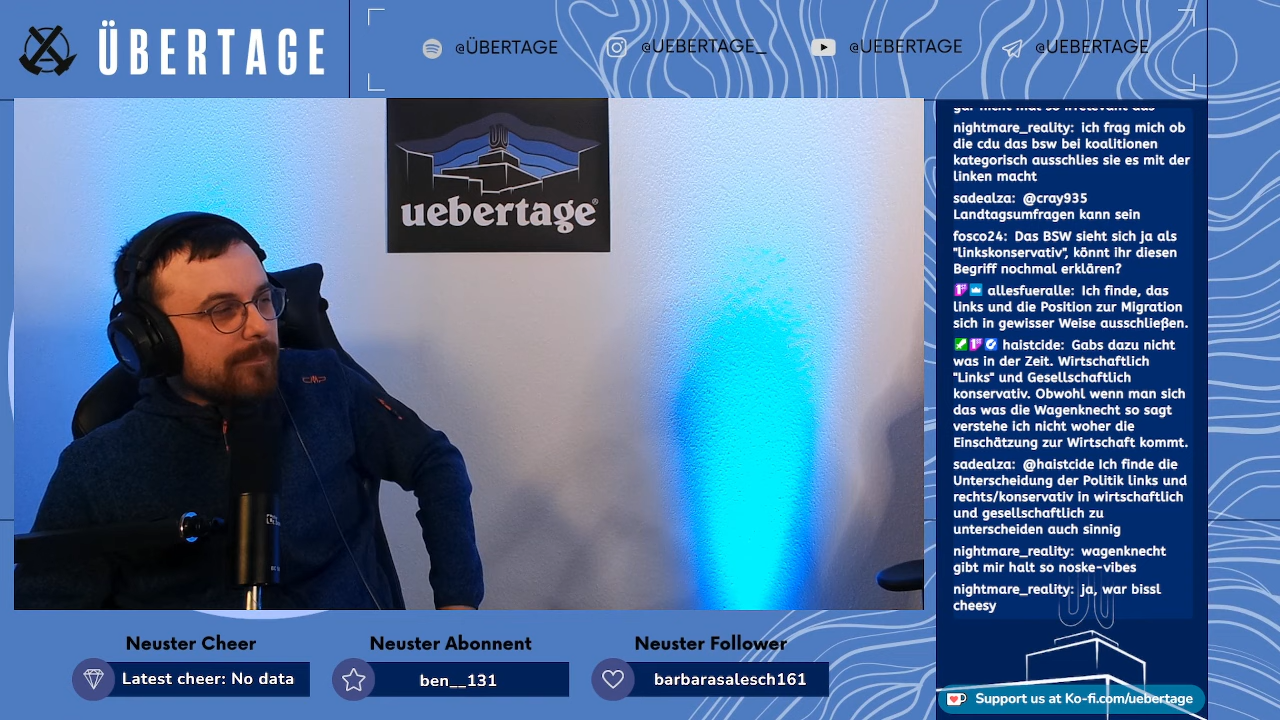 ÜBERTAGE
@ÜBERTAGE
@UEBERTAGE_
@UEBERTAGE
@UEBERTAGE
uebertage®
gar nicht mal so irrelevant aus
nightmare_reality: ich frag mich ob
die cdu das bsw bei koalitionen
kategorisch ausschlies sie es mit der
linken macht
sadealza: @cray935
Landtagsumfragen kann sein
fosco24: Das BSW sieht sich ja als
"linkskonservativ", könnt ihr diesen
Begriff nochmal erklären?
allesfueralle: Ich finde, das
links und die Position zur Migration
sich in gewisser Weise ausschließen.
haistcide: Gabs dazu nicht
was in der Zeit. Wirtschaftlich
"Links" und Gesellschaftlich
konservativ. Obwohl wenn man sich
das was die Wagenknecht so sagt
verstehe ich nicht woher die
Einschätzung zur Wirtschaft kommt.
sadealza: @haistcide Ich finde die
Unterscheidung der Politik links und
rechts/konservativ in wirtschaftlich
und gesellschaftlich zu
unterscheiden auch sinnig
nightmare_reality: wagenknecht
gibt mir halt so noske-vibes
nightmare_reality: ja, war bissl
cheesy
Neuster Cheer
Latest cheer: No data
Neuster Abonnent
ben__131
Neuster Follower
barbarasalesch161
Support us at Ko-fi.com/uebertage